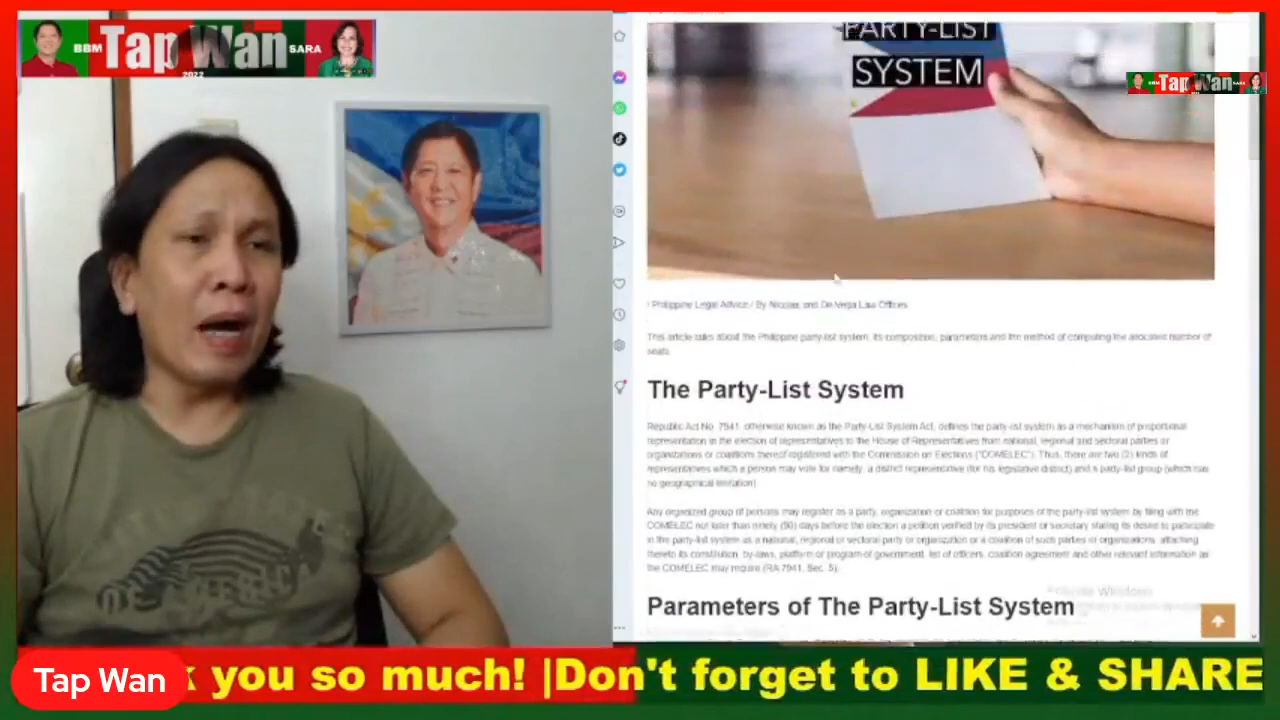 BBM Tap Wan SARA
2022
PARTY-LIST
SYSTEM
Tap Wan
/ Philippine Legal Advice / By Nicolas and De Vega Law Offices
This article talks about the Philippine party-list system, its composition, parameters and the method of computing the allocated number of
seats.
The Party-List System
Republic Act No. 7941, otherwise known as the Party-List System Act, defines the party-list system as a mechanism of proportional
representation in the election of representatives to the House of Representatives from national, regional and sectoral parties or
organizations or coalitions thereof registered with the Commission on Elections ("COMELEC"). Thus, there are two (2) kinds of
representatives which a person may vote for namely: a district representative (for his legislative district) and a party-list group (which has
no geographical limitation)
Any organized group of persons may register as a party, organization or coalition for purposes of the party-list system by filing with the
COMELEC not later than ninety (90) days before the election a petition verified by its president or secretary stating its desire to participate
in the party-list system as a national, regional or sectoral party or organization or a coalition of such parties or organizations, attaching
thereto its constitution, by-laws, platform or program of government, list of officers, coalition agreement and other relevant information as
the COMELEC may require (RA 7941, Sec. 5).
Activate Windows
Parameters of The Party-List System
Tap Wan
k you so much! |Don't forget to LIKE & SHARE